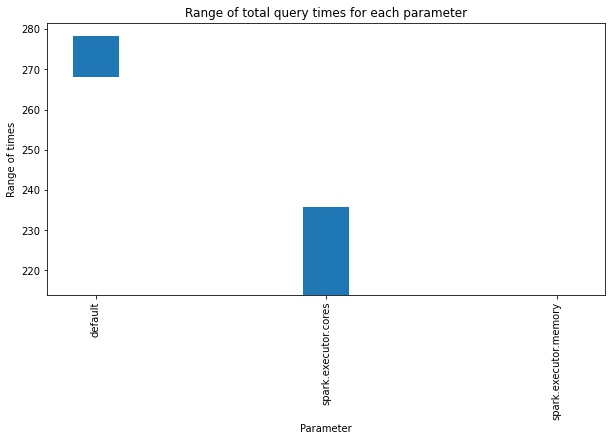 Range of total query times for each parameter
280
270
260
250
240
230
220
Range of times
default
spark.executor.cores
spark.executor.memory
Parameter